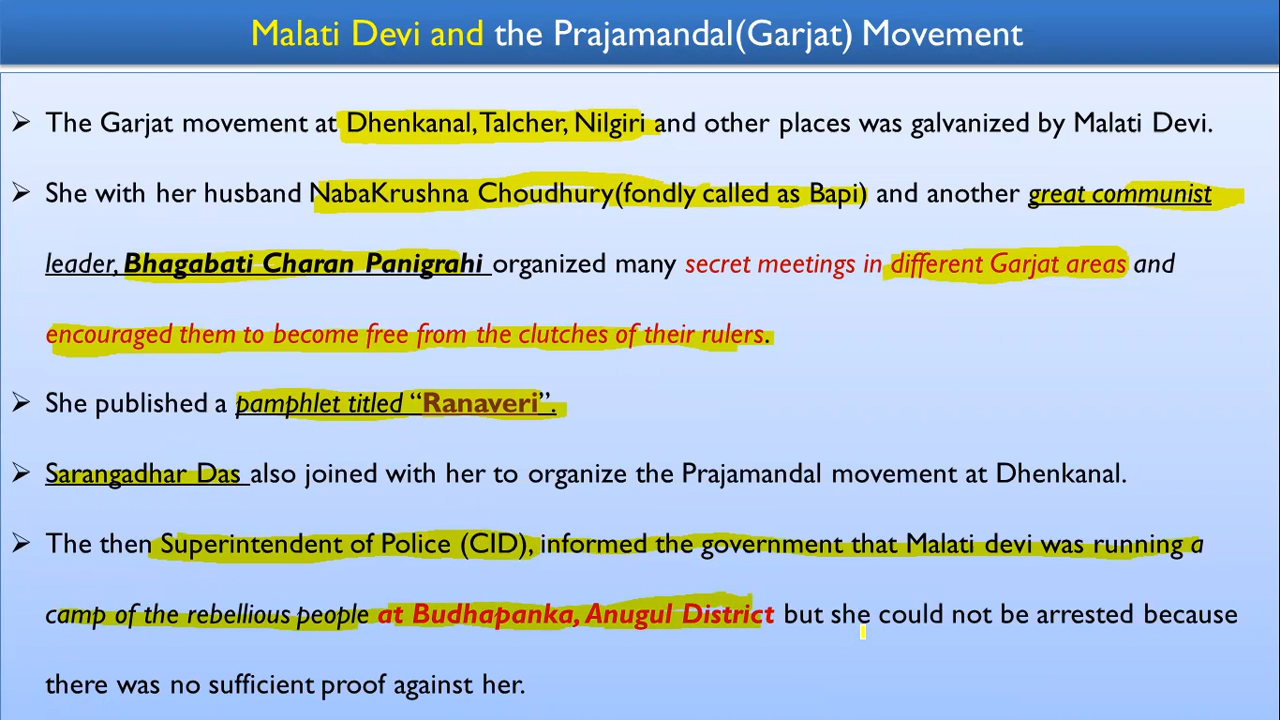 Malati Devi and the Prajamandal(Garjat) Movement
➢ The Garjat movement at Dhenkanal, Talcher, Nilgiri and other places was galvanized by Malati Devi.
➢ She with her husband NabaKrushna Choudhury(fondly called as Bapi) and another great communist
leader, Bhagabati Charan Panigrahi organized many secret meetings in different Garjat areas and
encouraged them to become free from the clutches of their rulers.
➢ She published a pamphlet titled “Ranaveri”.
➢ Sarangadhar Das also joined with her to organize the Prajamandal movement at Dhenkanal.
➢ The then Superintendent of Police (CID), informed the government that Malati devi was running a
camp of the rebellious people at Budhapanka, Anugul District but she could not be arrested because
there was no sufficient proof against her.